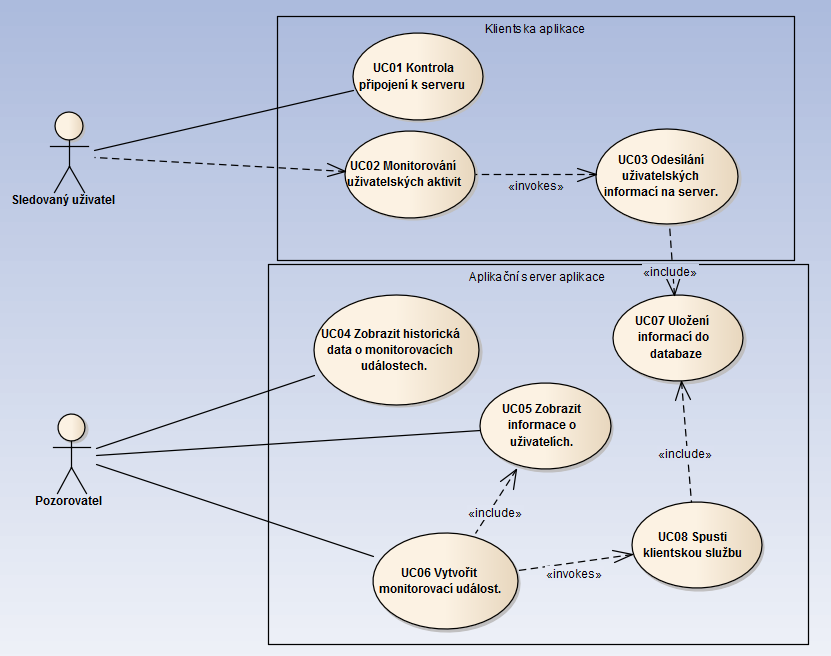 Klientska aplikace
UC01 Kontrola
připojení k serveru
UC02 Monitorování
uživatelských aktivit
«invokes»
UC03 Odesílání
uživatelských
informací na server.
Sledovaný uživatel
«include»
Aplikační server aplikace
UC04 Zobrazit historická
data o monitorovacích
událostech.
UC07 Uložení
informací do
databaze
UC05 Zobrazit
informace o
uživatelích.
«include»
Pozorovatel
«include»
UC06 Vytvořit
monitorovací událost.
«invokes»
UC08 Spusti
klientskou službu